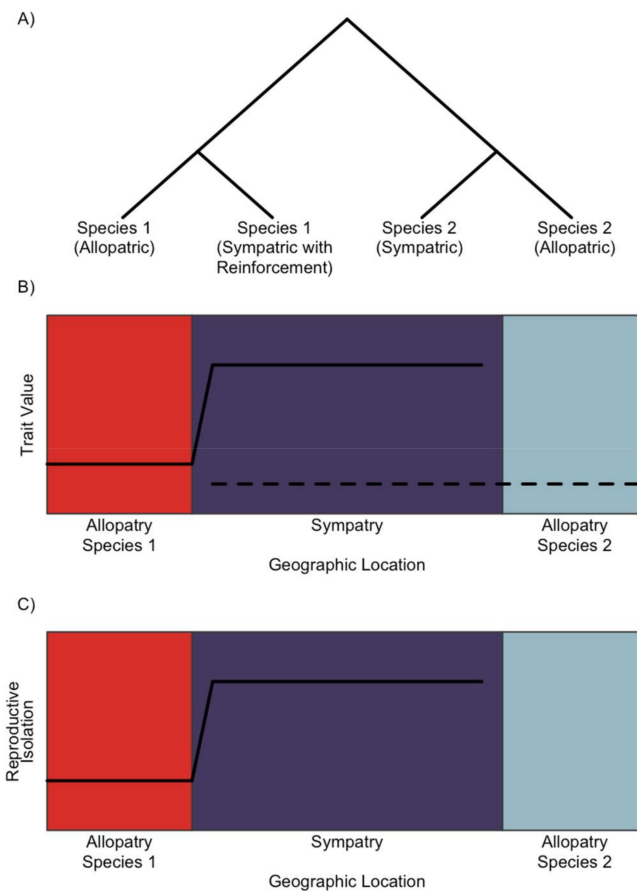 A)
Species 1
(Allopatric)
Species 1
(Sympatric with
Reinforcement)
Species 2
(Sympatric)
Species 2
(Allopatric)
B)
Trait Value
Allopatry
Species 1
Sympatry
Allopatry
Species 2
Geographic Location
C)
Reproductive
Isolation
Allopatry
Species 1
Sympatry
Allopatry
Species 2
Geographic Location